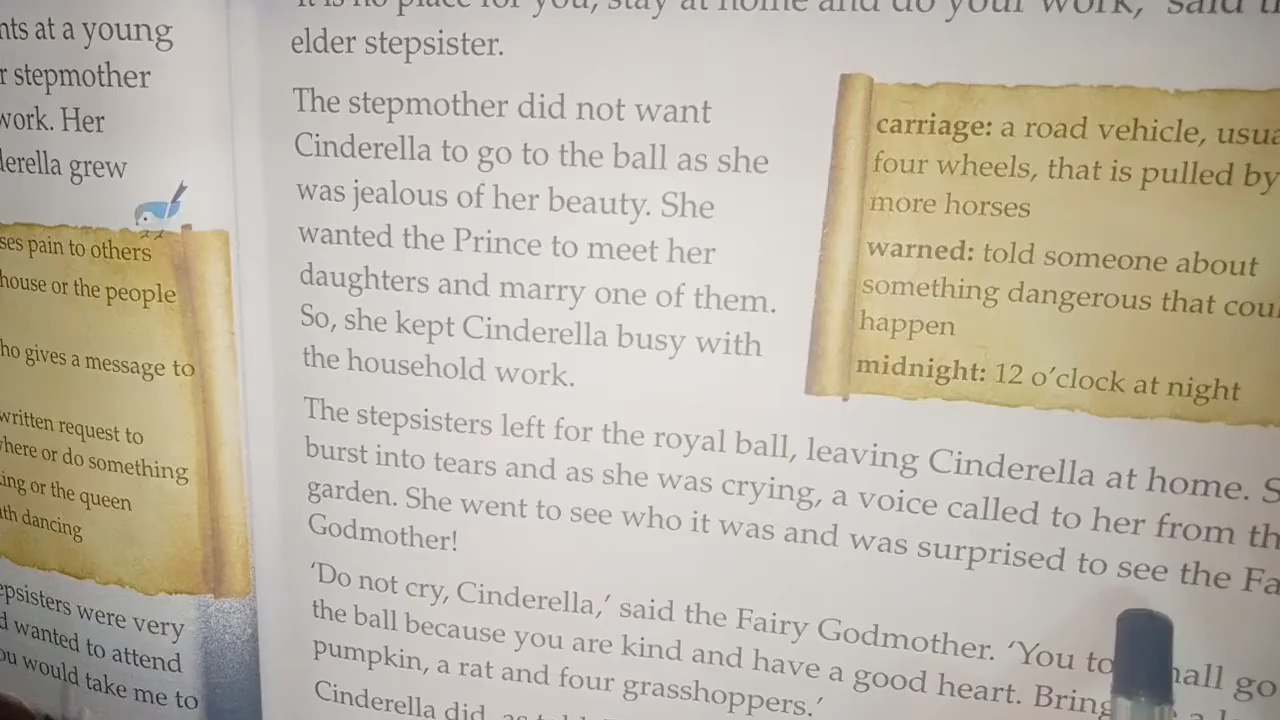 nts at a young
r stepmother
work. Her
derella grew
ses pain to others
house or the people
ho gives a message to
written request to
where or do something
ing or the queen
ith dancing
epsisters were very
d wanted to attend
ou would take me to
it is no place for you, stay at home and do your work,' said
elder stepsister.
The stepmother did not want
Cinderella to go to the ball as she
was jealous of her beauty. She
wanted the Prince to meet her
daughters and marry one of them.
So, she kept Cinderella busy with
the household work.
carriage: a road vehicle, usua
four wheels, that is pulled by
more horses
warned: told someone about
something dangerous that cou
happen
midnight: 12 o'clock at night
The stepsisters left for the royal ball, leaving Cinderella at home. S
burst into tears and as she was crying, a voice called to her from th
garden. She went to see who it was and was surprised to see the Fa
Godmother!
'Do not cry, Cinderella,' said the Fairy Godmother. 'You to hall go
the ball because you are kind and have a good heart. Bring
pumpkin, a rat and four grasshoppers.'
Cinderella did, as